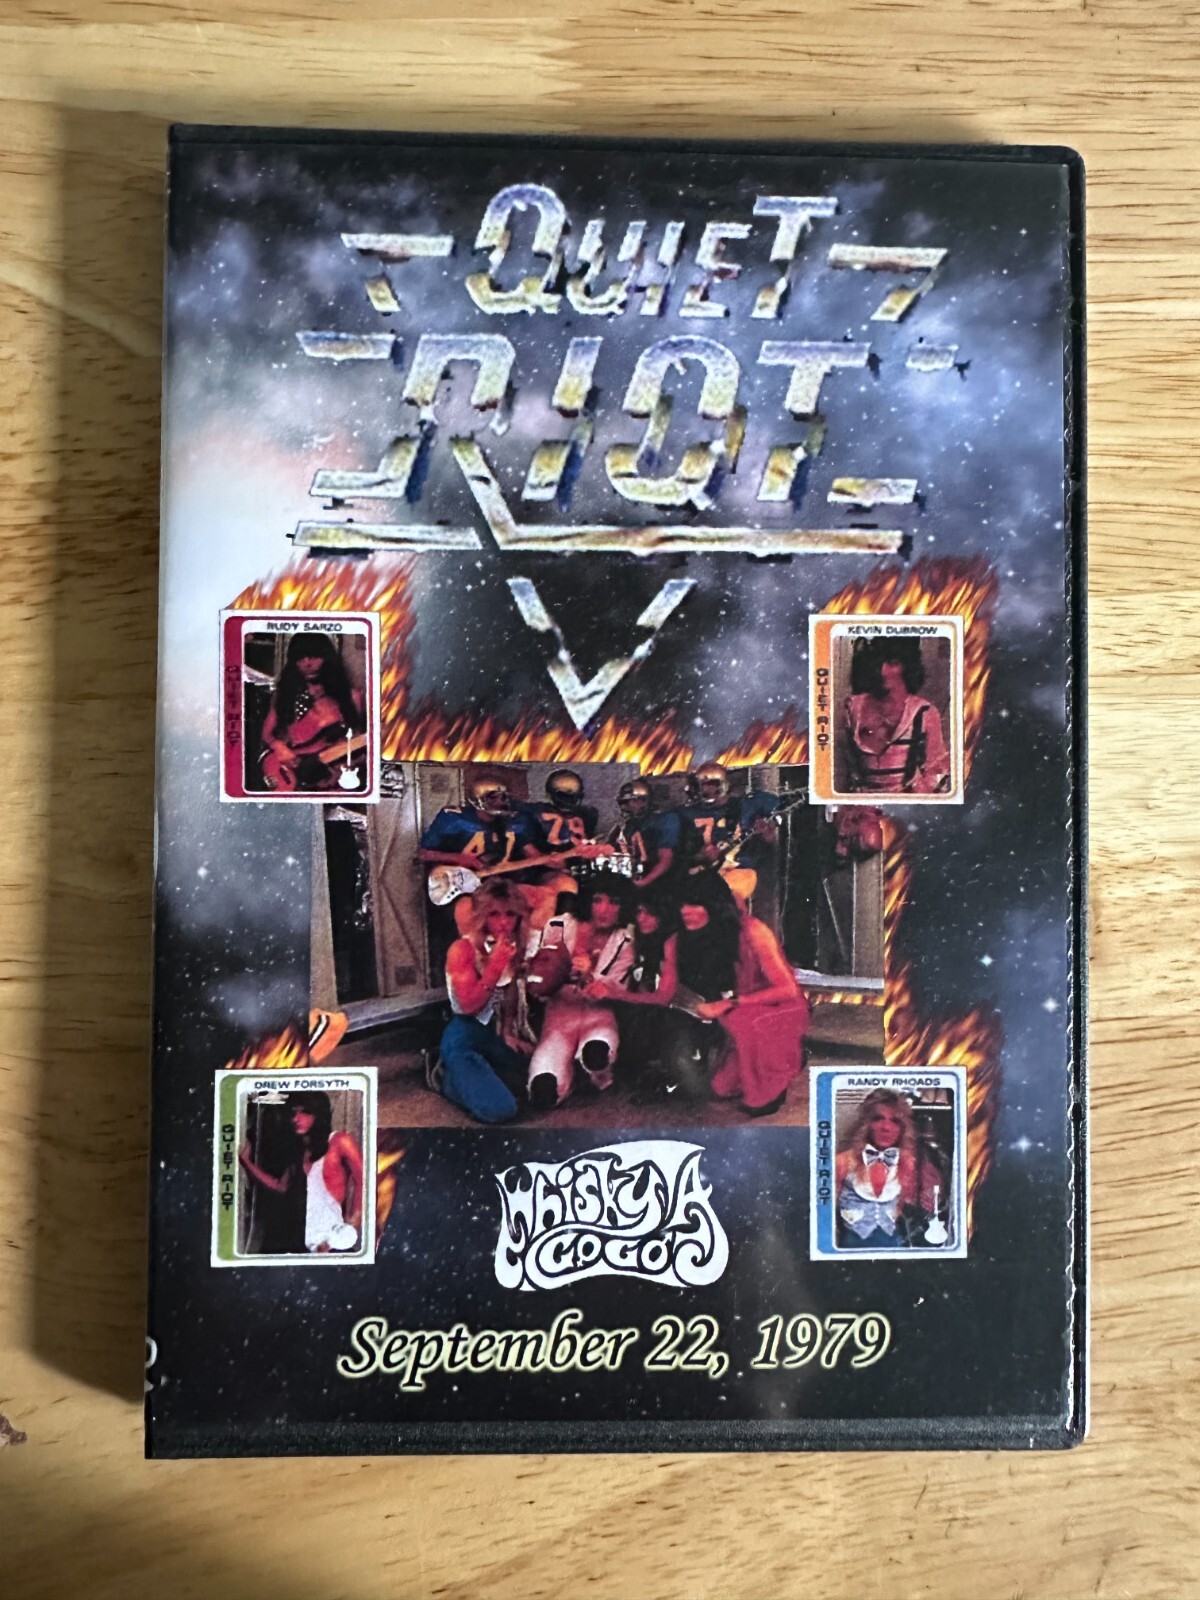 QUIET
RIOT
RUDY SARZO
QUIET RIOT
KEVIN DUBROW
QUIET RIOT
79
DREW FORSYTH
QUIET RIOT
RANDY RHOADS
QUIET RIOT
WHISKY A
GO GO
September 22, 1979